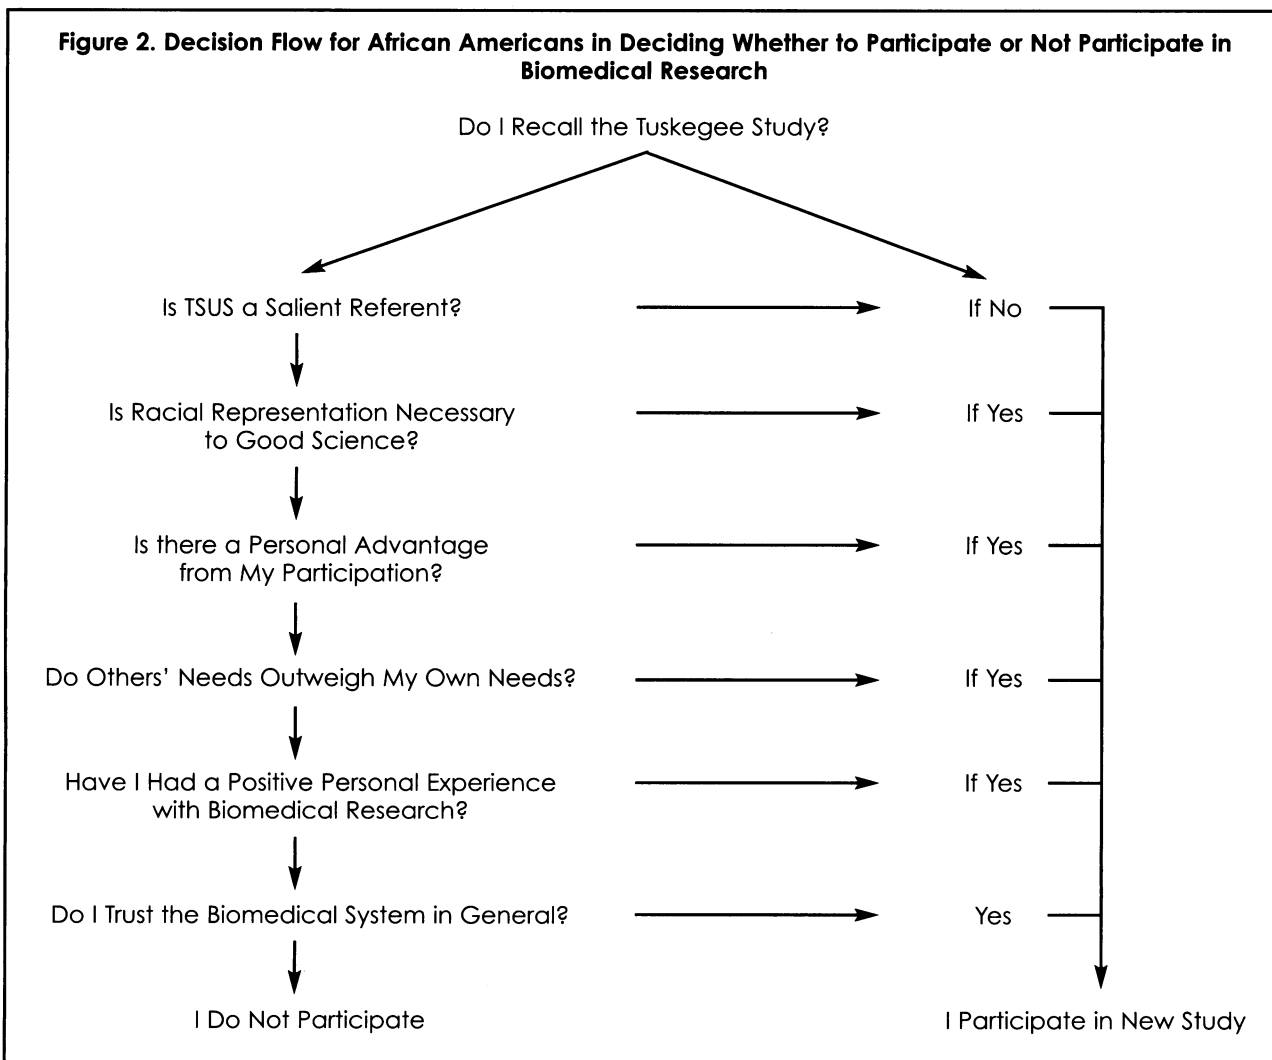 Figure 2. Decision Flow for African Americans in Deciding Whether to Participate or Not Participate in
Biomedical Research
Do I Recall the Tuskegee Study?
Is TSUS a Salient Referent?
If No
Is Racial Representation Necessary
to Good Science?
If Yes
Is there a Personal Advantage
from My Participation?
If Yes
Do Others' Needs Outweigh My Own Needs?
If Yes
Have I Had a Positive Personal Experience
with Biomedical Research?
If Yes
Do I Trust the Biomedical System in General?
Yes
I Do Not Participate
I Participate in New Study